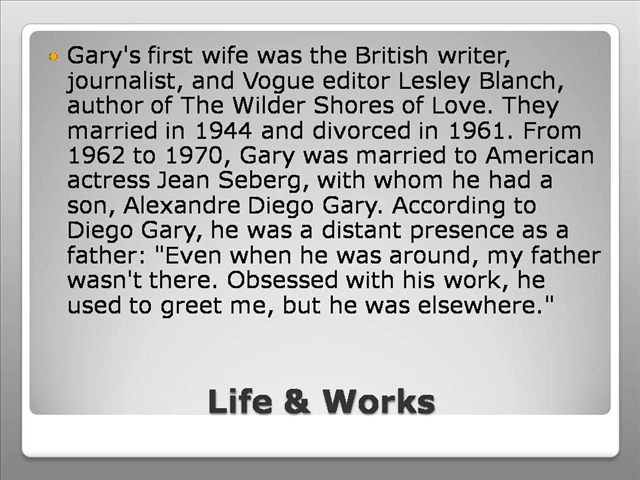 Gary's first wife was the British writer,
journalist, and Vogue editor Lesley Blanch,
author of The Wilder Shores of Love. They
married in 1944 and divorced in 1961. From
1962 to 1970, Gary was married to American
actress Jean Seberg, with whom he had a
son, Alexandre Diego Gary. According to
Diego Gary, he was a distant presence as a
father: "Even when he was around, my father
wasn't there. Obsessed with his work, he
used to greet me, but he was elsewhere."
Life & Works